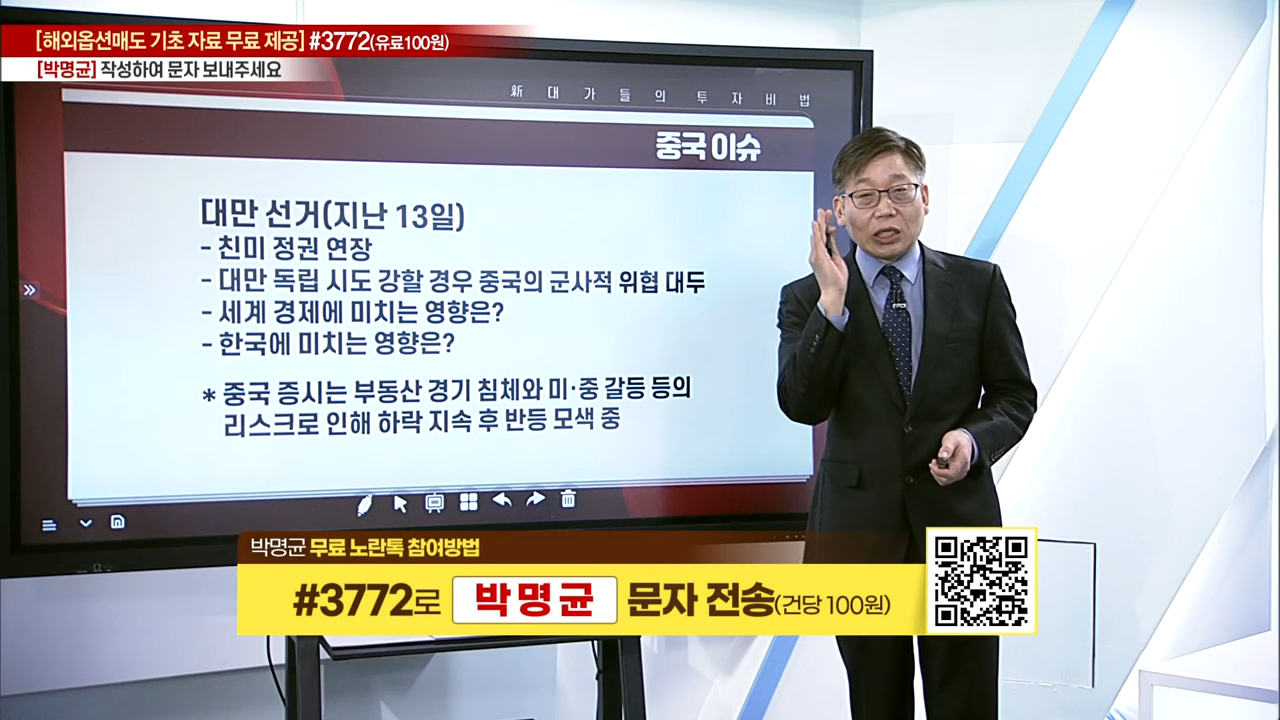 [해외옵션매도 기초 자료 무료 제공] #3772(유료100원)
[박명균] 작성하여 문자 보내주세요
新대가들의 투자비법
중국 이슈
대만 선거(지난 13일)
- 친미 정권 연장
- 대만 독립 시도 강할 경우 중국의 군사적 위협 대두
- 세계 경제에 미치는 영향은?
- 한국에 미치는 영향은?
* 중국 증시는 부동산 경기 침체와 미·중 갈등 등의
리스크로 인해 하락 지속 후 반등 모색 중
박명균 무료 노란톡 참여방법
#3772로 박명균 문자 전송(건당 100원)